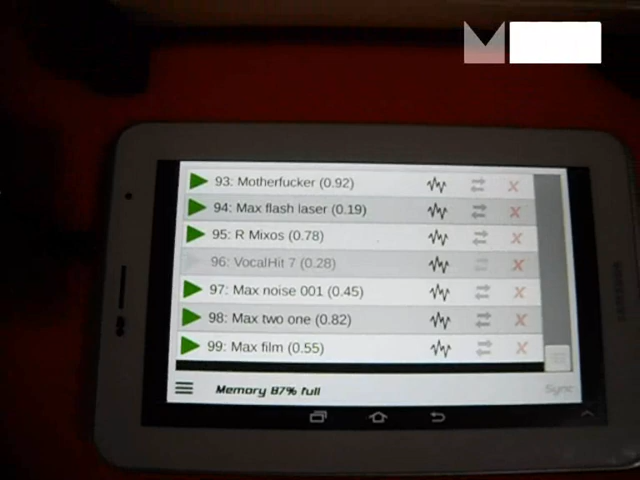 93: Motherfucker (0.92)
94: Max flash laser (0.19)
95: R Mixos (0.78)
96: VocalHit 7 (0.28)
97: Max noise 001 (0.45)
98: Max two one (0.82)
99: Max film (0.55)
Memory 87% full
Sync
SAMSUNG